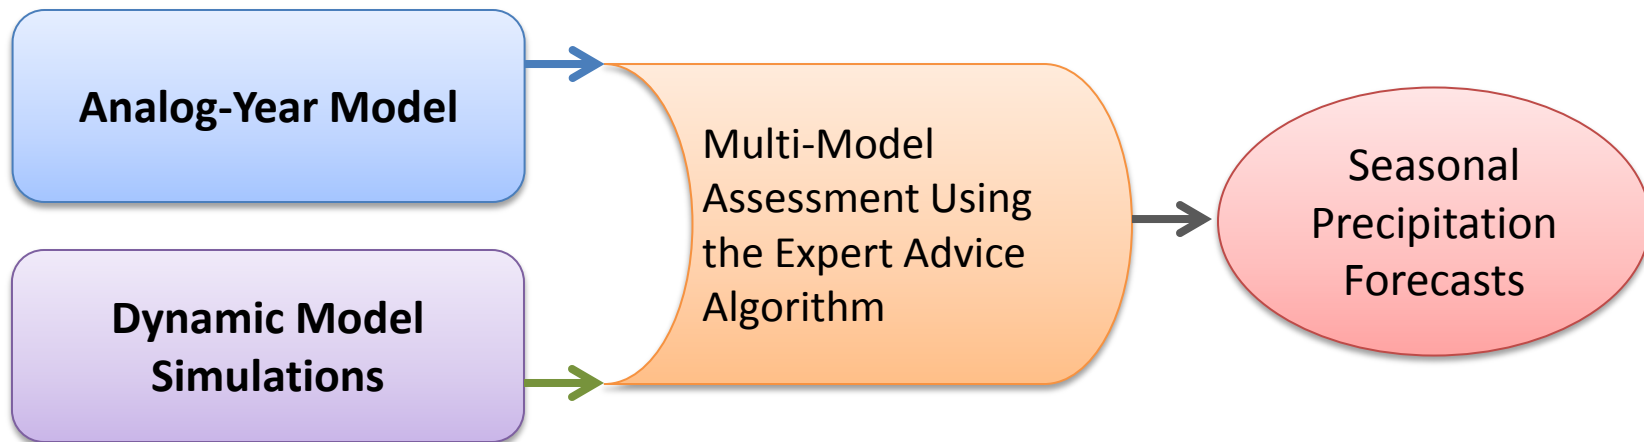 Analog-Year Model
Dynamic Model
Simulations
Multi-Model
Assessment Using
the Expert Advice
Algorithm
Seasonal
Precipitation
Forecasts